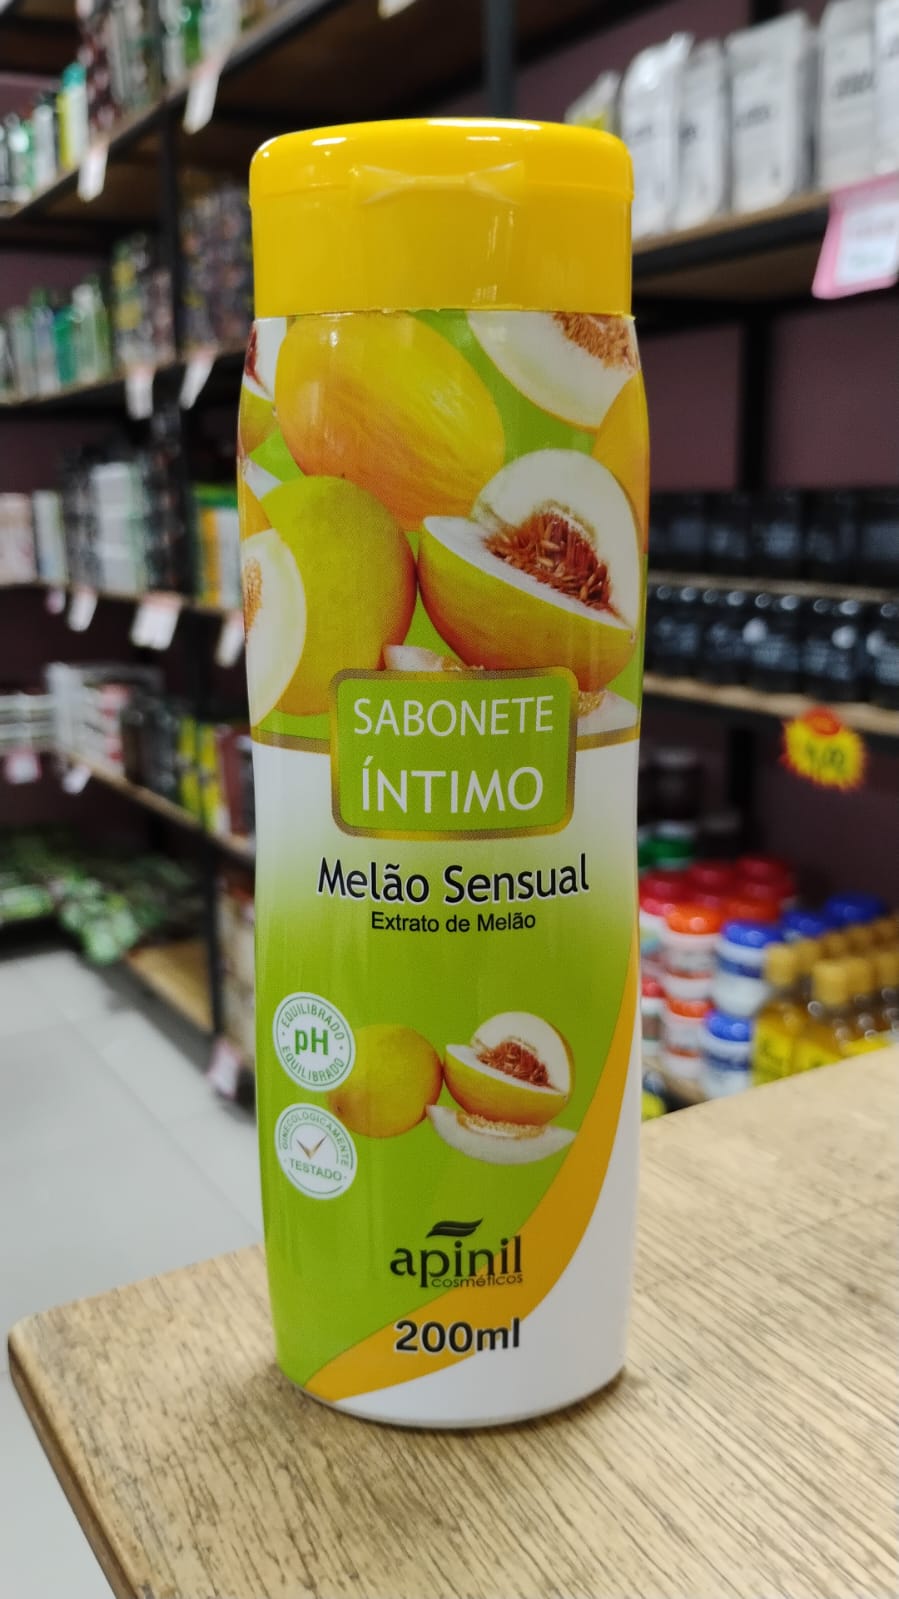 SABONETE
ÍNTIMO
Melão Sensual
Extrato de Melão
EQUILIBRADO
pH
EQUILIBRADO
GINECOLOGICAMENTE
TESTADO
apinil
cosméticos
200ml